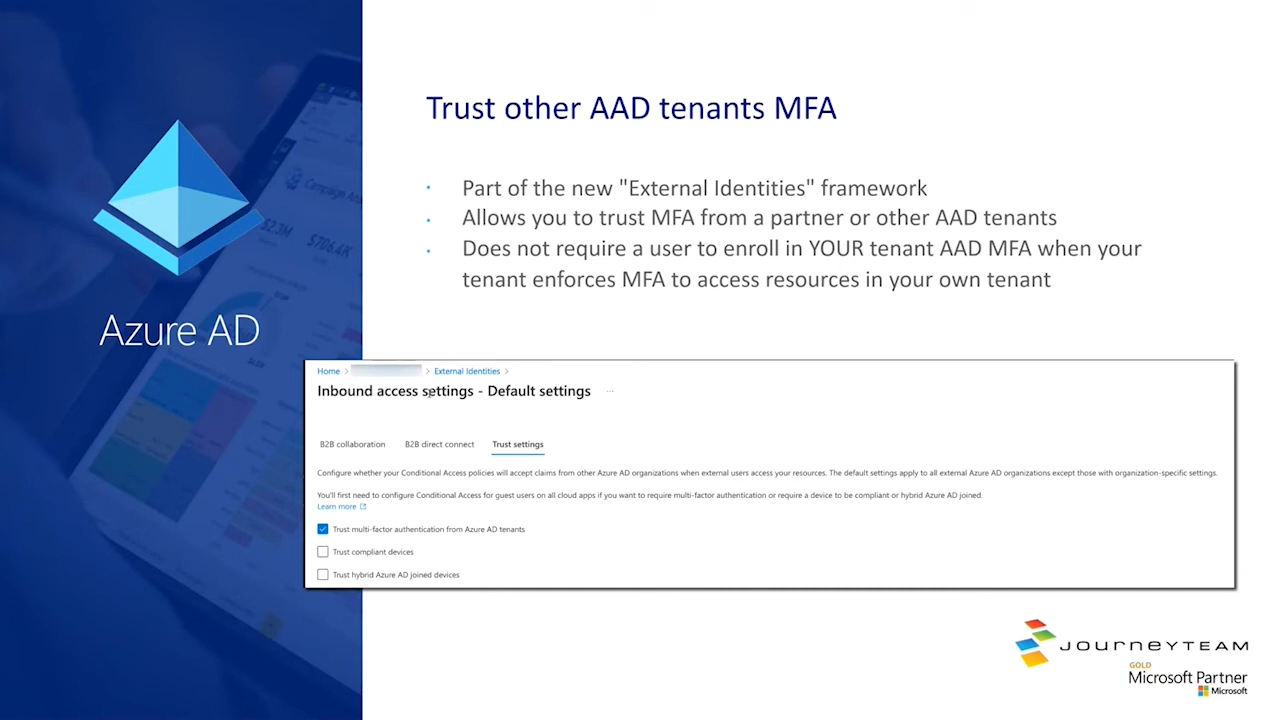 Trust other AAD tenants MFA
Part of the new "External Identities" framework
Allows you to trust MFA from a partner or other AAD tenants
Does not require a user to enroll in YOUR tenant AAD MFA when your
tenant enforces MFA to access resources in your own tenant
Campaign
$2.3M
$706.4K
Azure AD
Home > > External Identities >
Inbound access settings - Default settings ...
B2B collaboration B2B direct connect Trust settings
Configure whether your Conditional Access policies will accept claims from other Azure AD organizations when external users access your resources. The default settings apply to all external Azure AD organizations except those with organization-specific settings.
You'll first need to configure Conditional Access for guest users on all cloud apps if you want to require multi-factor authentication or require a device to be compliant or hybrid Azure AD joined.
Learn more
Trust multi-factor authentication from Azure AD tenants
Trust compliant devices
Trust hybrid Azure AD joined devices
JOURNEYTEAM
GOLD
Microsoft Partner
Microsoft